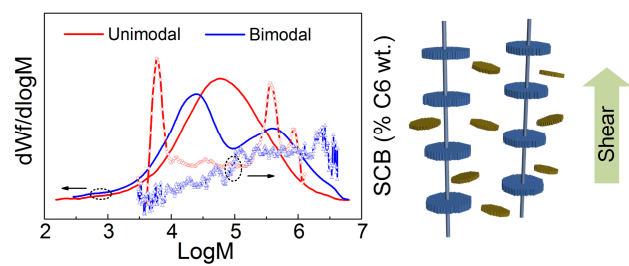 Unimodal Bimodal
dWf/dlogM
2 3 4 5 6 7
LogM
SCB (% C6 wt.)
Shear